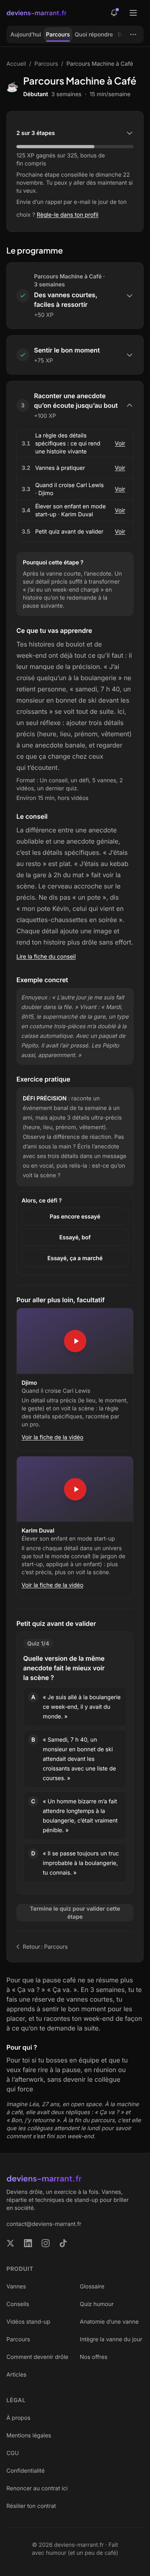 deviens-marrant.fr
Aujourd'hui Parcours Quoi répondre
Accueil / Parcours / Parcours Machine à Café
Parcours Machine à Café
Débutant 3 semaines · 15 min/semaine
2 sur 3 étapes
125 XP gagnés sur 325, bonus de
fin compris
Prochaine étape conseillée le dimanche 22
novembre. Tu peux y aller dès maintenant si
tu veux.
Envie d'un rappel par e-mail le jour de ton
choix ? Règle-le dans ton profil
Le programme
Parcours Machine à Café ·
3 semaines
Des vannes courtes,
faciles à ressortir
+50 XP
Sentir le bon moment
+75 XP
3
Raconter une anecdote
qu'on écoute jusqu'au bout
+100 XP
3.1 La règle des détails
spécifiques : ce qui rend
une histoire vivante
Voir
3.2 Vannes à pratiquer Voir
3.3 Quand il croise Carl Lewis
· Djimo
Voir
3.4 Élever son enfant en mode
start-up · Karim Duval
Voir
3.5 Petit quiz avant de valider Voir
Pourquoi cette étape ?
Après la vanne courte, l'anecdote. Un
seul détail précis suffit à transformer
« j'ai eu un week-end chargé » en
histoire qu'on te redemande à la
pause suivante.
Ce que tu vas apprendre
Tes histoires de boulot et de
week-end ont déjà tout ce qu'il faut : il
leur manque de la précision. « J'ai
croisé quelqu'un à la boulangerie » ne
retient personne, « samedi, 7 h 40, un
monsieur en bonnet de ski devant les
croissants » se voit tout de suite. Ici,
un seul réflexe : ajouter trois détails
précis (heure, lieu, prénom, vêtement)
à une anecdote banale, et regarder
ce que ça change chez ceux
qui t'écoutent.
Format : Un conseil, un défi, 5 vannes, 2
vidéos, un dernier quiz.
Environ 15 min, hors vidéos
Le conseil
La différence entre une anecdote
oubliable et une anecdote géniale,
c'est les détails spécifiques. « J'étais
au resto » est plat. « J'étais au kebab
de la gare à 2h du mat » fait voir la
scène. Le cerveau accroche sur le
précis. Ne dis pas « un pote », dis
« mon pote Kévin, celui qui vient en
claquettes-chaussettes en soirée ».
Chaque détail ajoute une image et
rend ton histoire plus drôle sans effort.
Lire la fiche du conseil
Exemple concret
Ennuyeux : « L'autre jour je me suis fait
doubler dans la file. » Vivant : « Mardi,
8h15, le supermarché de la gare, un type
en costume trois-pièces m'a doublé à la
caisse automatique. Avec un paquet de
Pépito. Il avait l'air pressé. Les Pépito
aussi, apparemment. »
Exercice pratique
DÉFI PRÉCISION : raconte un
événement banal de ta semaine à un
ami, mais ajoute 3 détails ultra-précis
(heure, lieu, prénom, vêtement).
Observe la différence de réaction. Pas
d'ami sous la main ? Écris l'anecdote
avec ses trois détails dans un message
ou en vocal, puis relis-la : est-ce qu'on
voit la scène ?
Alors, ce défi ?
Pas encore essayé
Essayé, bof
Essayé, ça a marché
Pour aller plus loin, facultatif
Djimo
Quand il croise Carl Lewis
Un détail ultra précis (le lieu, le moment,
le geste) et on est dans la scène : la règle
des détails spécifiques, racontée par
un pro.
Voir la fiche de la vidéo
Karim Duval
Élever son enfant en mode start-up
Il ancre chaque détail dans un univers
que tout le monde connaît (le jargon de
start-up, appliqué à un enfant) : plus
c'est précis, plus on voit la scène.
Voir la fiche de la vidéo
Petit quiz avant de valider
Quiz 1/4
Quelle version de la même
anecdote fait le mieux voir
la scène ?
A « Je suis allé à la boulangerie
ce week-end, il y avait du
monde. »
B « Samedi, 7 h 40, un
monsieur en bonnet de ski
attendait devant les
croissants avec une liste de
courses. »
C « Un homme bizarre m'a fait
attendre longtemps à la
boulangerie, c'était vraiment
pénible. »
D « Il se passe toujours un truc
improbable à la boulangerie,
tu connais. »
Termine le quiz pour valider cette
étape
Retour : Parcours
Pour que la pause café ne se résume plus
à « Ça va ? » « Ça va. ». En 3 semaines, tu te
fais une réserve de vannes courtes, tu
apprends à sentir le bon moment pour les
placer, et tu racontes ton week-end de façon
à ce qu'on te demande la suite.
Pour qui ?
Pour toi si tu bosses en équipe et que tu
veux faire rire à la pause, en réunion ou à
l'afterwork, sans devenir le collègue
qui force
Imagine Léa, 27 ans, en open space. À la machine
à café, elle avait deux répliques : « Ça va ? » et
« Bon, j'y retourne ». À la fin du parcours, c'est elle
que ses collègues attendent le lundi pour savoir
comment s'est fini son week-end.
deviens-marrant.fr
Deviens drôle, un exercice à la fois. Vannes,
répartie et techniques de stand-up pour briller
en société.
contact@deviens-marrant.fr
PRODUIT
Vannes Glossaire
Conseils Quiz humour
Vidéos stand-up Anatomie d'une vanne
Parcours Intègre la vanne du jour
Comment devenir drôle Nos offres
Articles
LÉGAL
À propos
Mentions légales
CGU
Confidentialité
Renoncer au contrat ici
Résilier ton contrat
© 2026 deviens-marrant.fr · Fait
avec humour (et un peu de café)